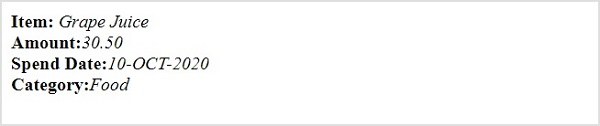 Item: Grape Juice
Amount:30.50
Spend Date:10-OCT-2020
Category:Food